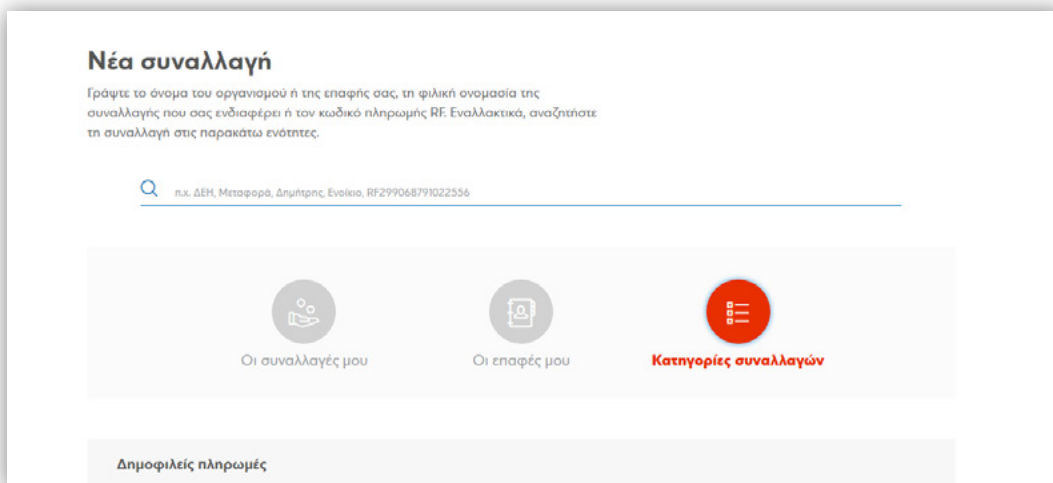 Νέα συναλλαγή
Γράψτε το όνομα του οργανισμού ή της επαφής σας, τη φιλική ονομασία της
συναλλαγής που σας ενδιαφέρει ή τον κωδικό πληρωμής RF. Εναλλακτικά, αναζητήστε
τη συναλλαγή στις παρακάτω ενότητες.
π.χ. ΔΕΗ, Μεταφορά, Δημήτρης, Ενοίκιο, RF299068791022556
Οι συναλλαγές μου
Οι επαφές μου
Κατηγορίες συναλλαγών
Δημοφιλείς πληρωμές